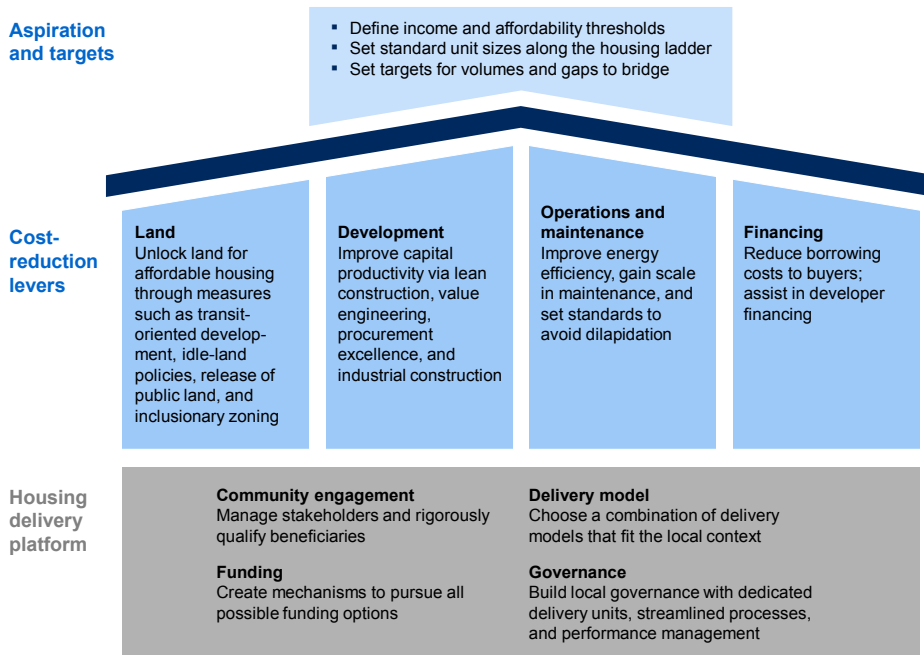 Aspiration
and targets
▪ Define income and affordability thresholds
▪ Set standard unit sizes along the housing ladder
▪ Set targets for volumes and gaps to bridge
Cost-
reduction
levers
Land
Unlock land for
affordable housing
through measures
such as transit-
oriented develop-
ment, idle-land
policies, release of
public land, and
inclusionary zoning
Development
Improve capital
productivity via lean
construction, value
engineering,
procurement
excellence, and
industrial construction
Operations and
maintenance
Improve energy
efficiency, gain scale
in maintenance, and
set standards to
avoid dilapidation
Financing
Reduce borrowing
costs to buyers;
assist in developer
financing
Housing
delivery
platform
Community engagement
Manage stakeholders and rigorously
qualify beneficiaries
Delivery model
Choose a combination of delivery
models that fit the local context
Funding
Create mechanisms to pursue all
possible funding options
Governance
Build local governance with dedicated
delivery units, streamlined processes,
and performance management